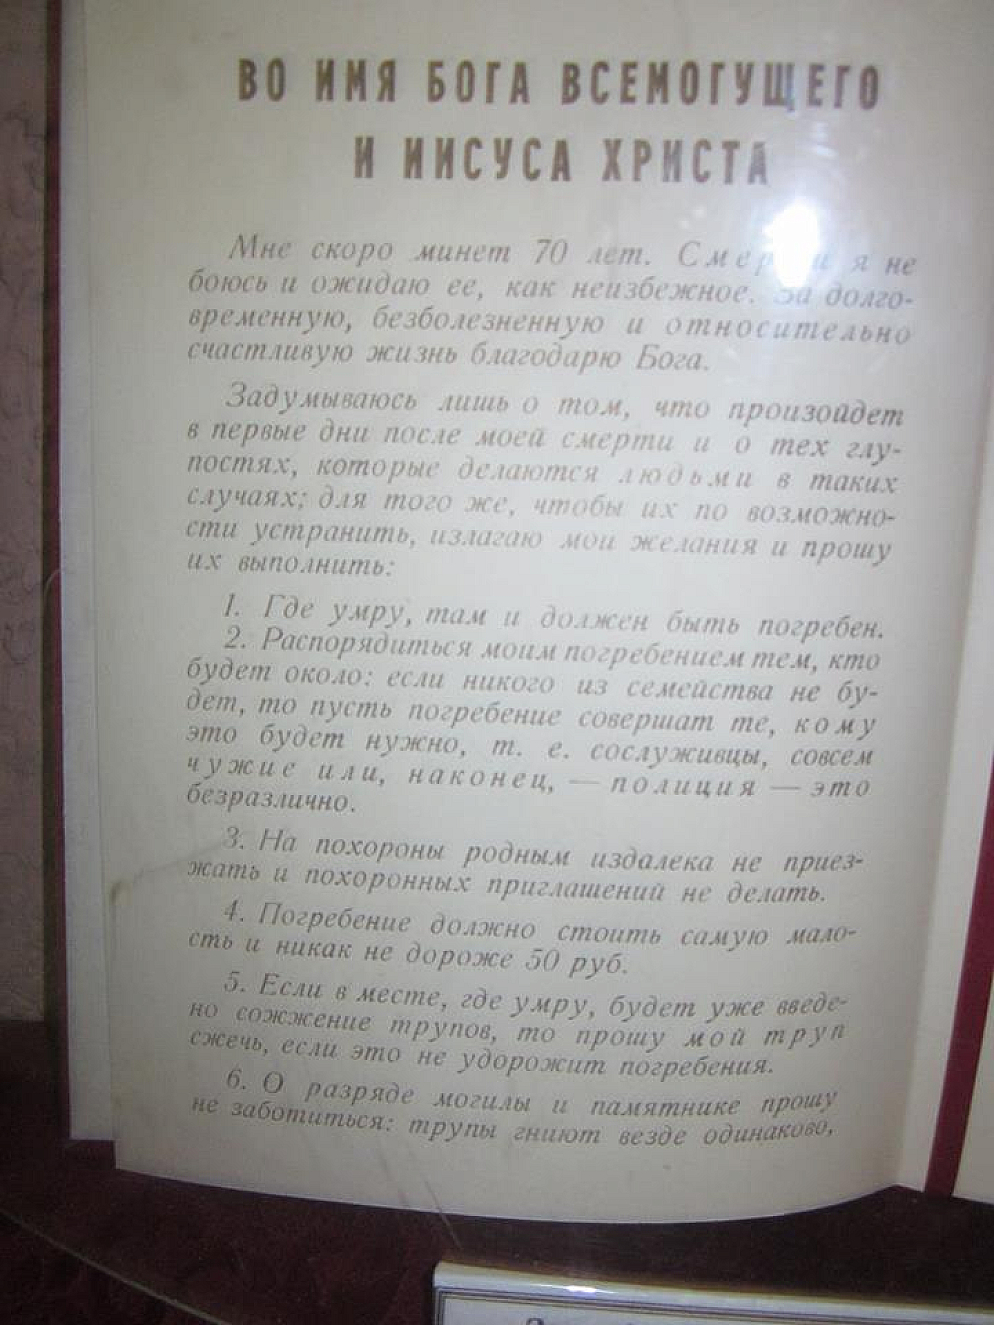 ВО ИМЯ БОГА ВСЕМОГУЩЕГО
И ИИСУСА ХРИСТА
Мне скоро минет 70 лет. Смерти я не
боюсь и ожидаю ее, как неизбежное. За долго-
временную, безболезненную и относительно
счастливую жизнь благодарю Бога.
Задумываюсь лишь о том, что произойдет
в первые дни после моей смерти и о тех глу-
постях, которые делаются людьми в таких
случаях; для того же, чтобы их по возможно-
сти устранить, излагаю мои желания и прошу
их выполнить:
1. Где умру, там и должен быть погребен.
2. Распорядиться моим погребением тем, кто
будет около: если никого из семейства не бу-
дет, то пусть погребение совершат те, кому
это будет нужно, т. е. сослуживцы, совсем
чужие или, наконец, — полиция — это
безразлично.
3. На похороны родным издалека не приез-
жать и похоронных приглашений не делать.
4. Погребение должно стоить самую мало-
сть и никак не дороже 50 руб.
5. Если в месте, где умру, будет уже введе-
но сожжение трупов, то прошу мой труп
сжечь, если это не удорожит погребения.
6. О разряде могилы и памятнике прошу
не заботиться: трупы гниют везде одинаково,